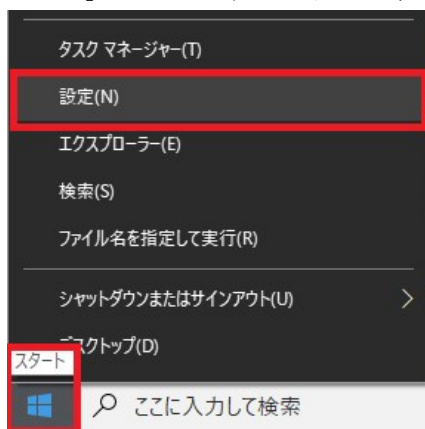 タスク マネージャー(T)
設定(N)
エクスプローラー(E)
検索(S)
ファイル名を指定して実行(R)
シャットダウンまたはサインアウト(U)
スクトップ(D)
スタート
ここに入力して検索